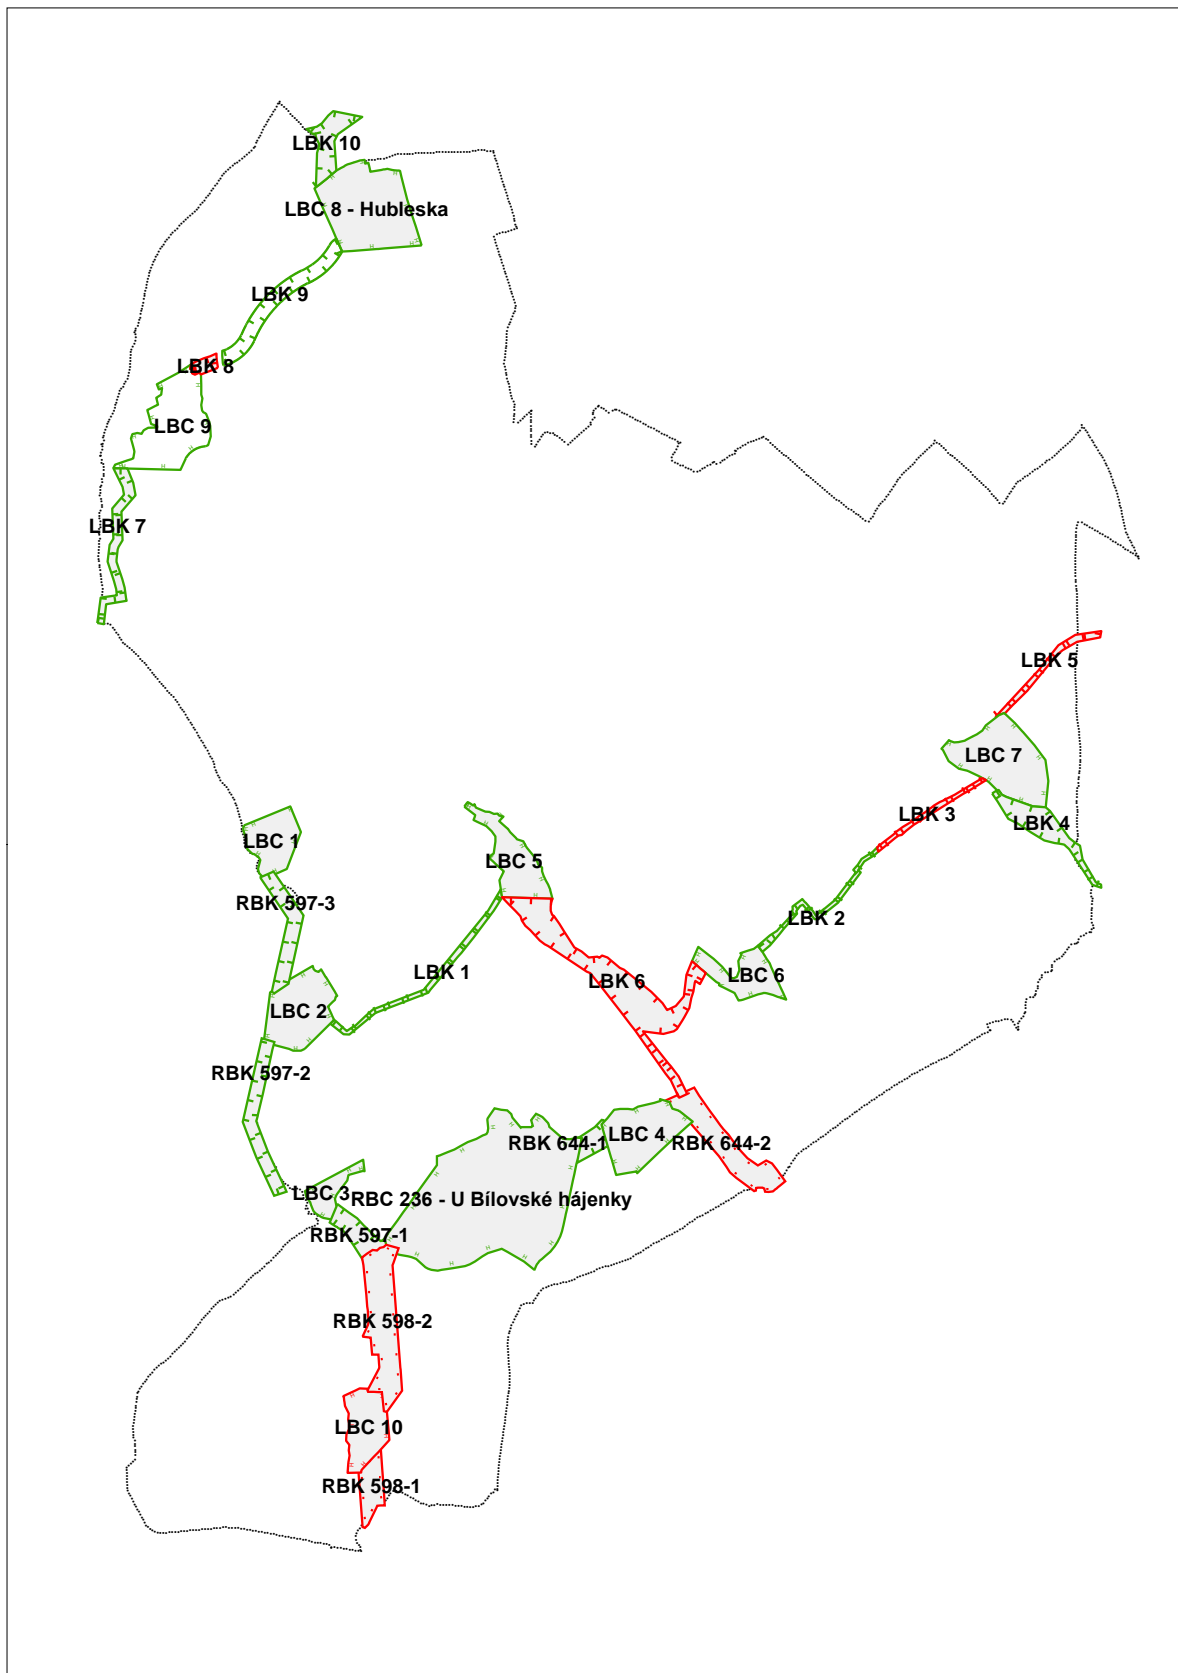 LBK 10
LBC 8 - Hubleska
LBK 9
LBK 8
LBC 9
LBK 7
LBK 5
LBC 7
LBK 3
LBK 4
LBC 1
LBC 5
RBK 597-3
LBK 2
LBK 1
LBK 6
LBC 6
LBC 2
RBK 597-2
LBC 4
RBK 644-1
RBK 644-2
LBC 3
RBC 236 - U Bílovské hájenky
RBK 597-1
RBK 598-2
LBC 10
RBK 598-1